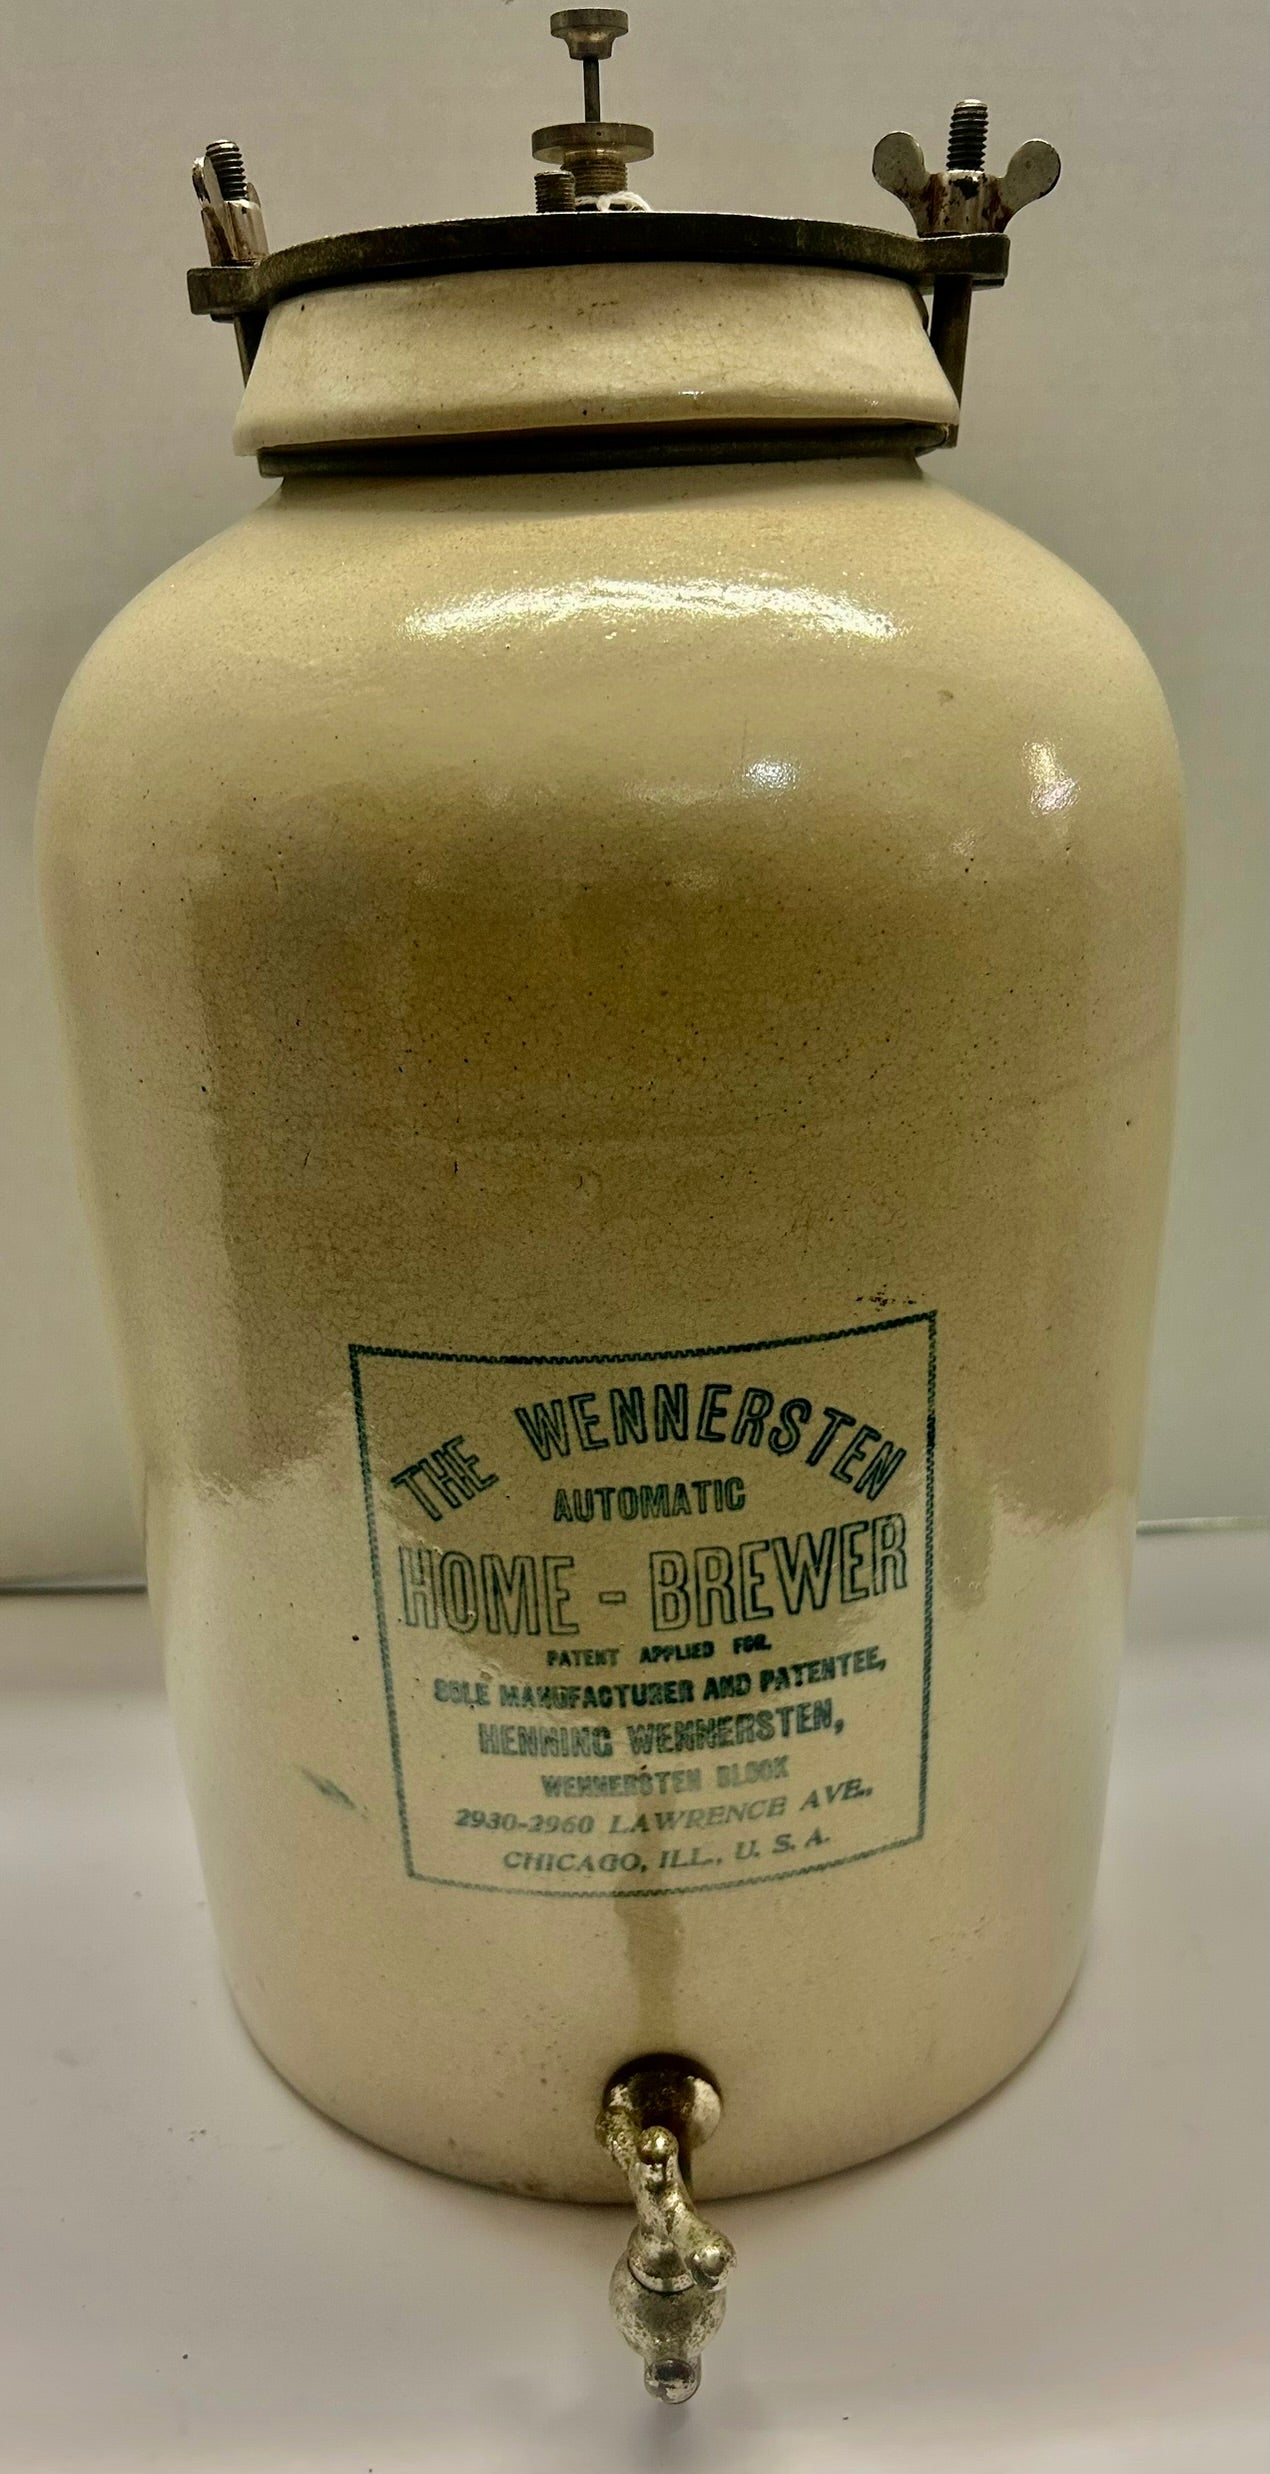 THE WENNERSTEN
AUTOMATIC
HOME - BREWER
PATENT APPLIED FOR.
SOLE MANUFACTURER AND PATENTEE,
HENNING WENNERSTEN,
WENNERSTEN BLOCK
2930-2960 LAWRENCE AVE.,
CHICAGO, ILL., U. S. A.